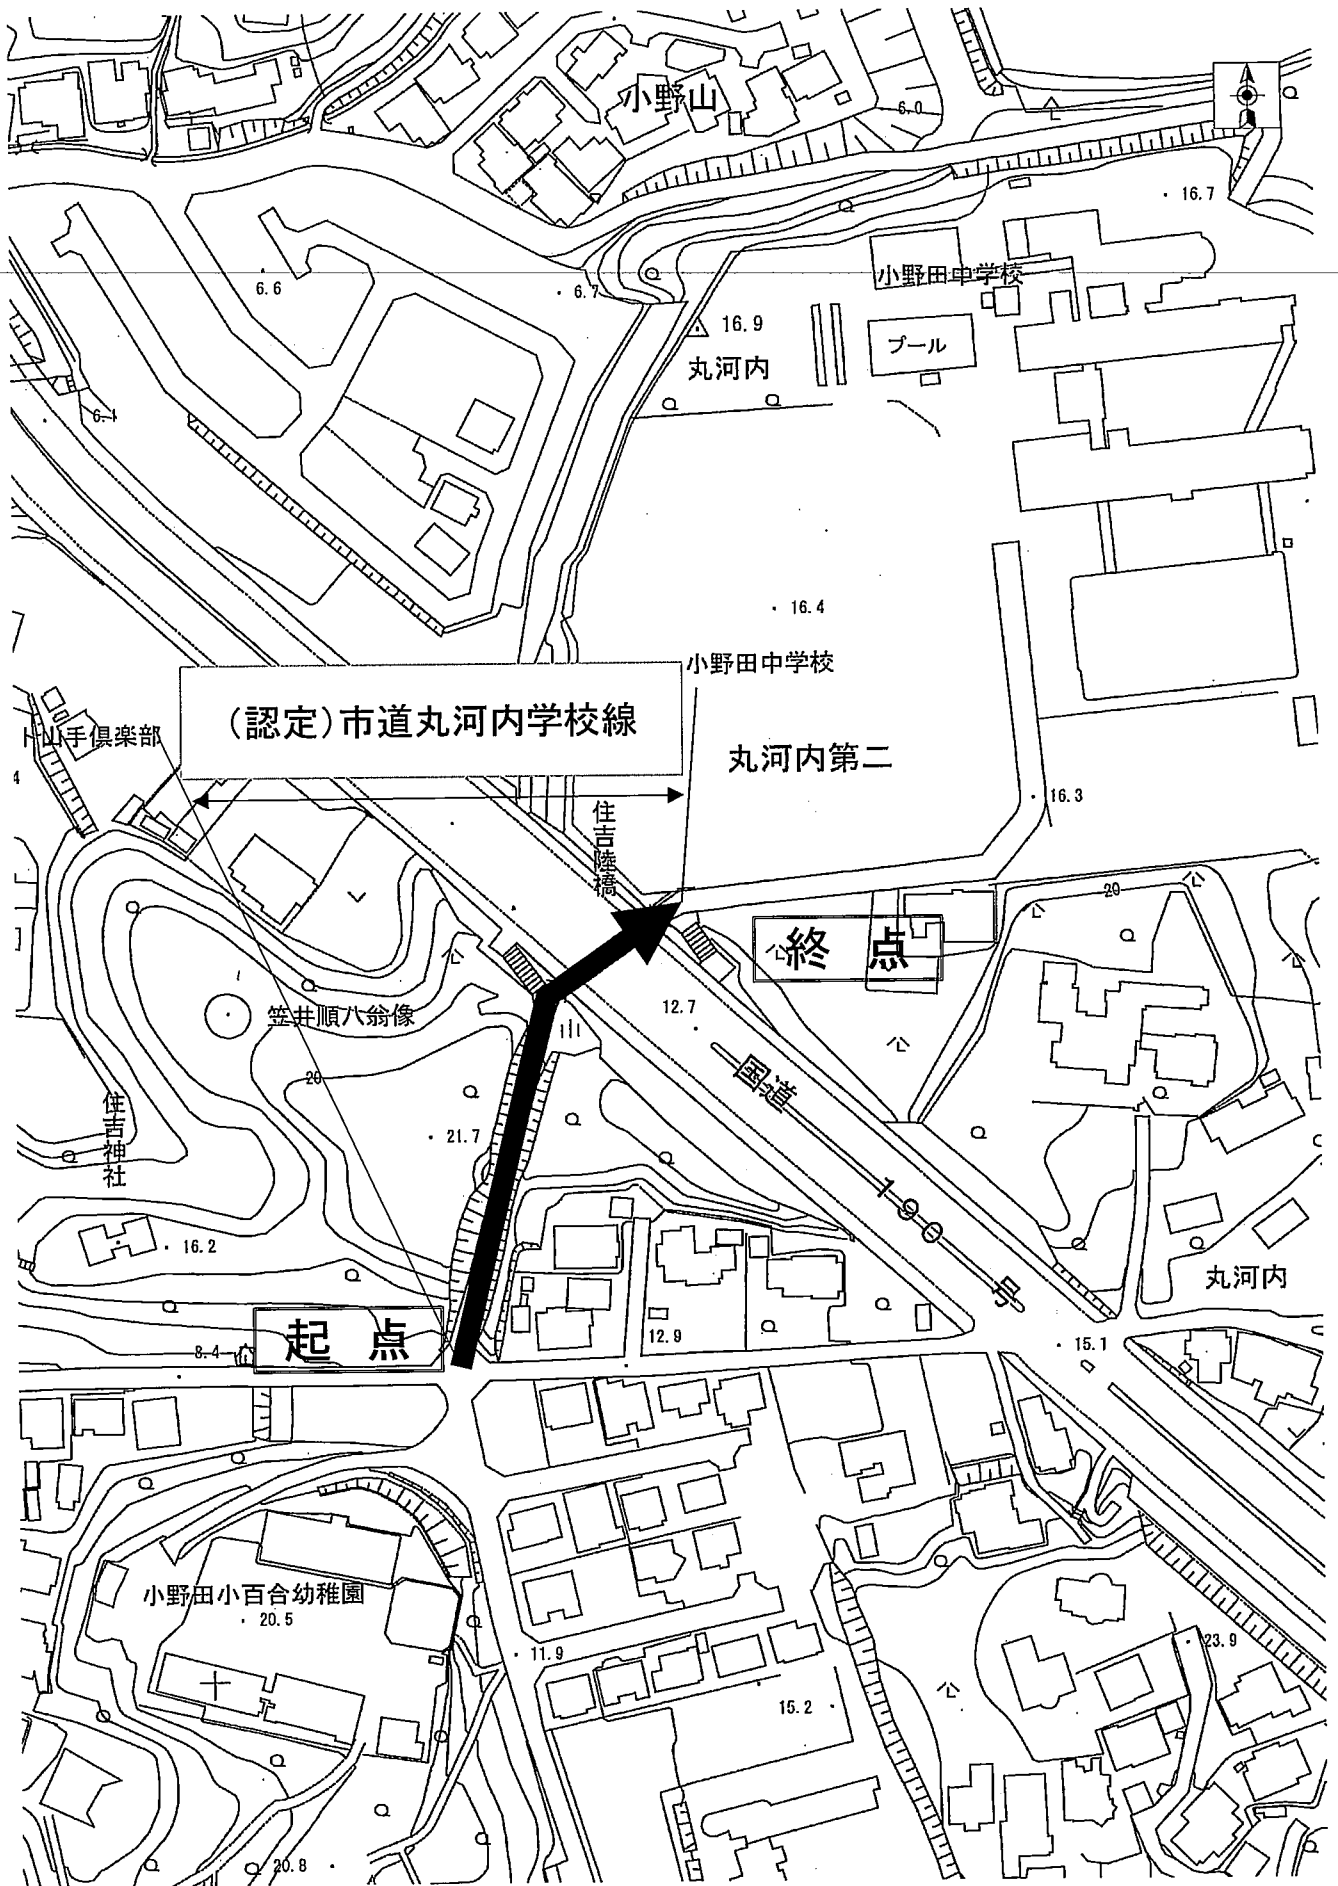 小野山
6.0
16.7
小野田中学校
6.6
6.7
16.9
プール
丸河内
6.1
16.4
小野田中学校
(認定)市道丸河内学校線
山手倶楽部
丸河内第二
4
16.3
住吉陸橋
20
終 点
12.7
笠井順八翁像
国道190号
20
住吉神社
21.7
16.2
丸河内
起 点
8.4
12.9
15.1
小野田小百合幼稚園
20.5
11.9
23.9
15.2
20.8